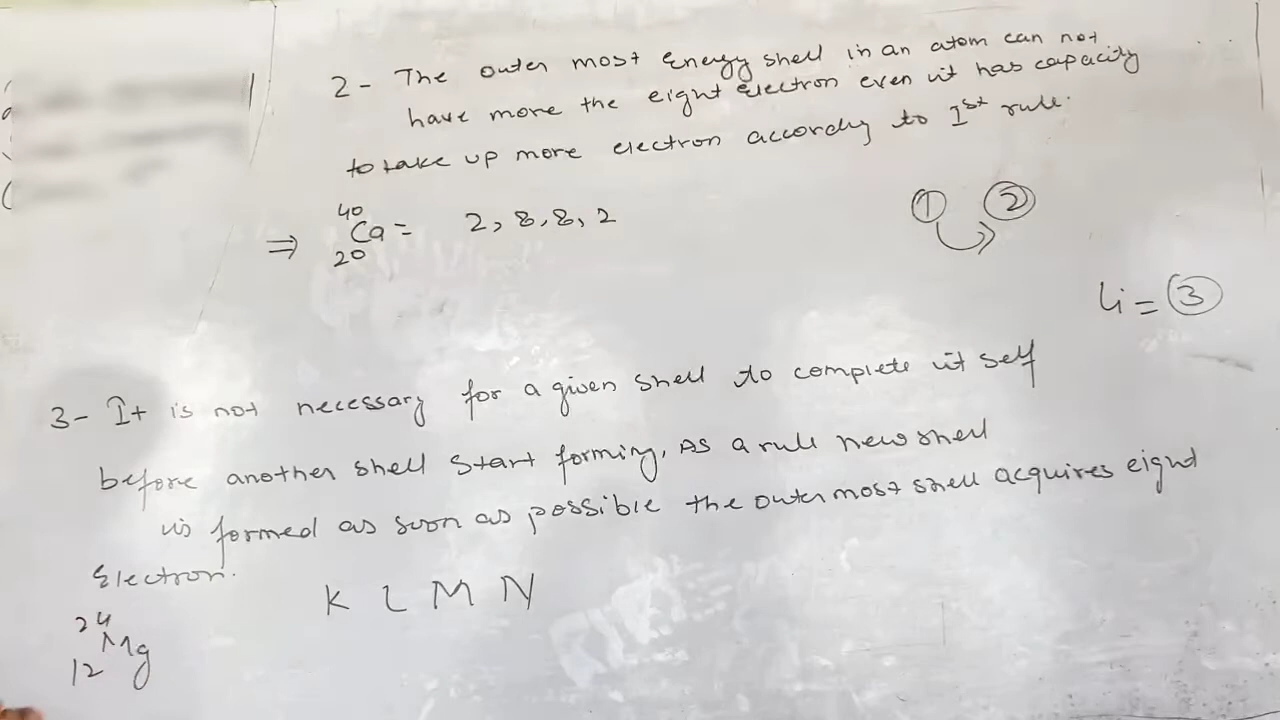 2 - The outer most Energy shell in an atom can not
have more the eight electron even it has capacity
to take up more electron accordy to Ist rule.
⇒ 40 20 Ca = 2, 8, 8, 2
① ②
Li = ③
3 - It is not necessary for a given shell to complete it self
before another shell start forming. As a rule new shell
is formed as soon as possible the outermost shell acquires eight
Electron.
K L M N
24 12 Mg